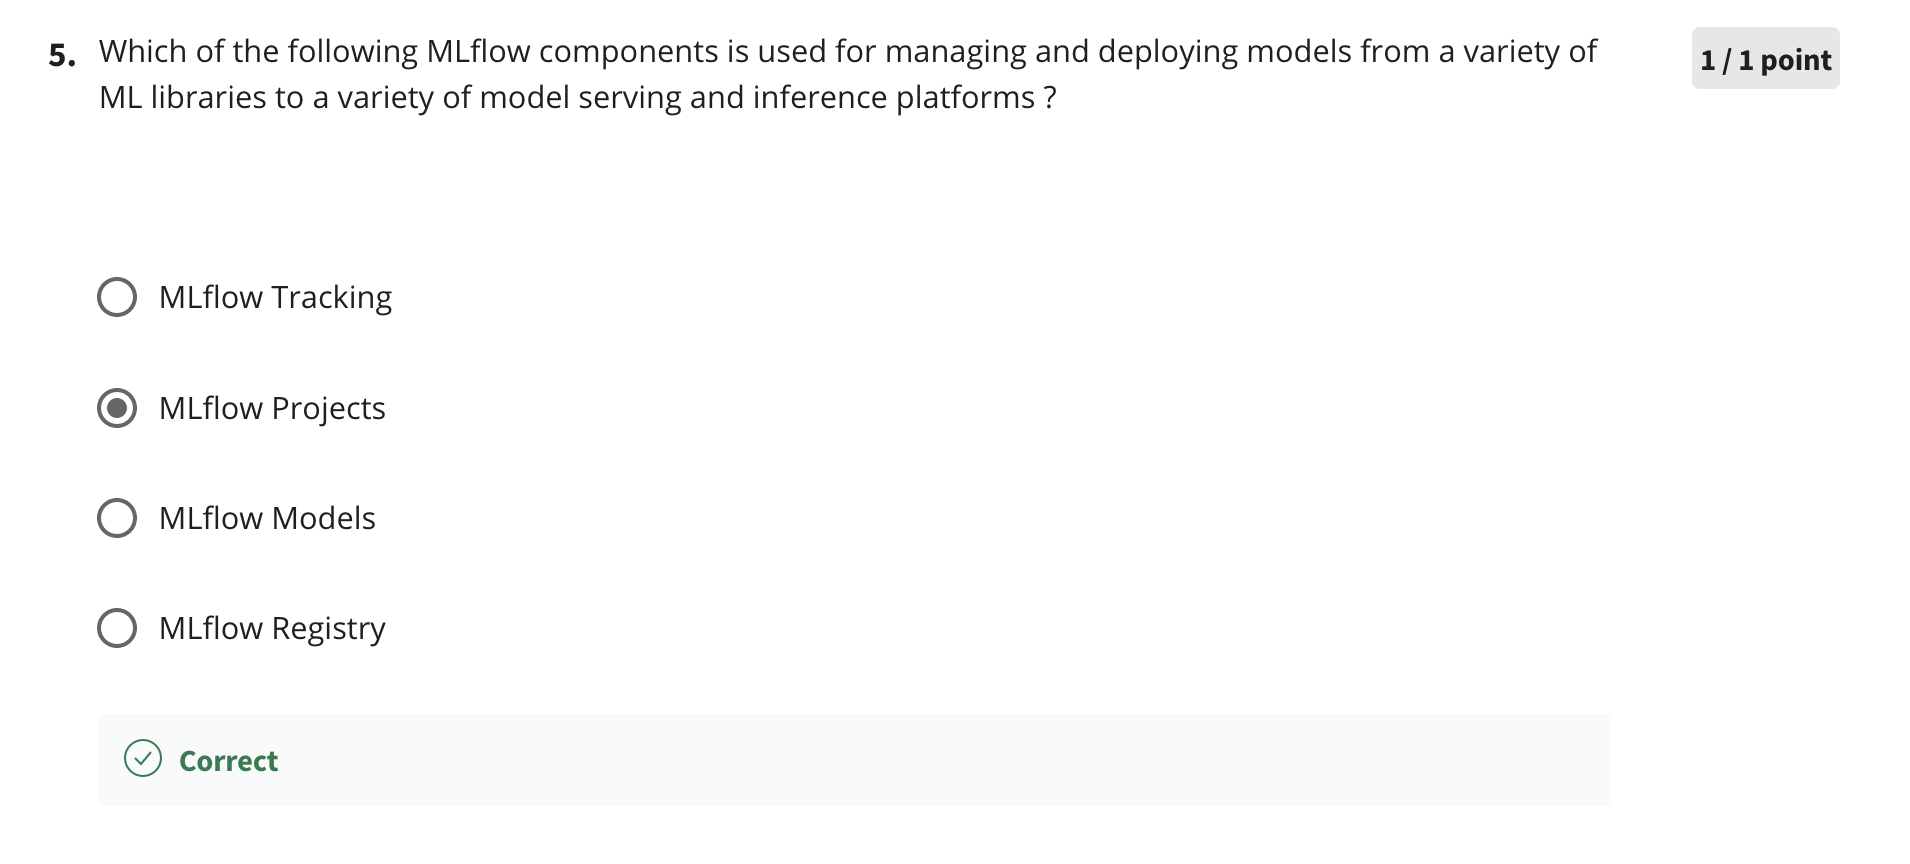 5. Which of the following MLflow components is used for managing and deploying models from a variety of
ML libraries to a variety of model serving and inference platforms ?
1 / 1 point
MLflow Tracking
MLflow Projects
MLflow Models
MLflow Registry
Correct